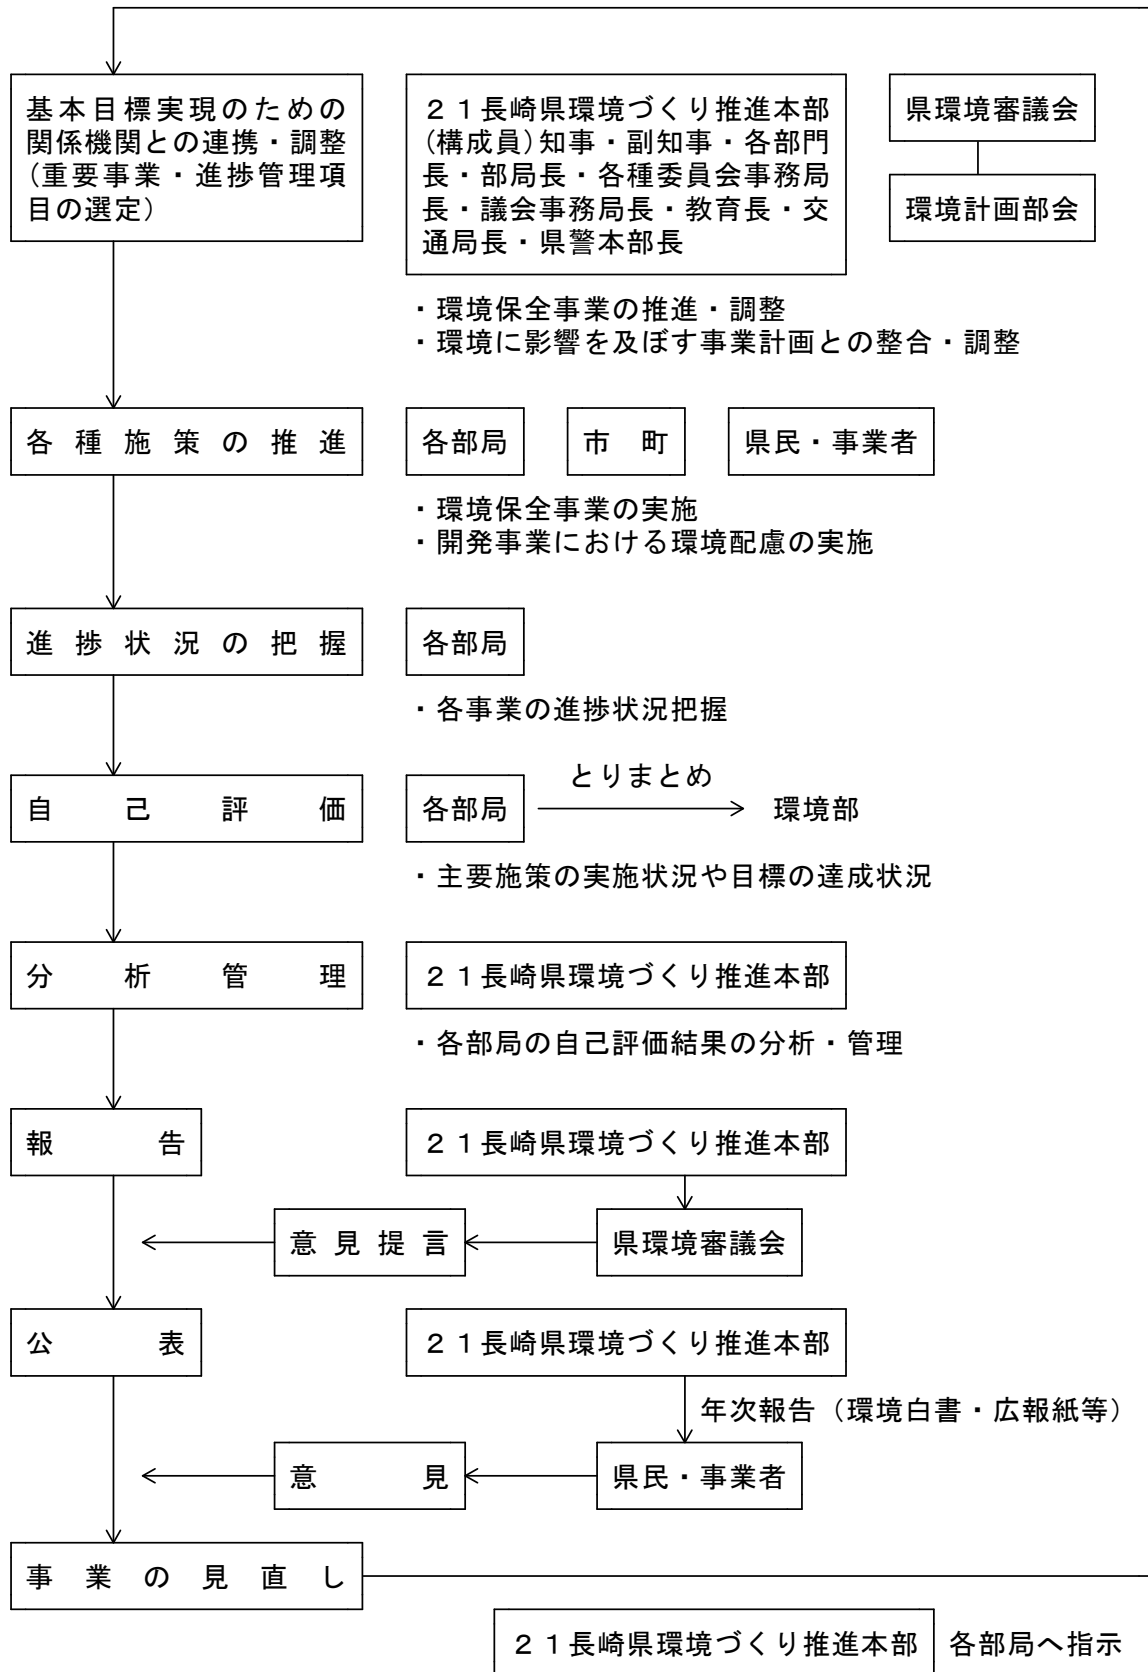 基本目標実現のための
関係機関との連携・調整
(重要事業・進捗管理項
目の選定)
２１長崎県環境づくり推進本部
(構成員)知事・副知事・各部門
長・部局長・各種委員会事務局
長・議会事務局長・教育長・交
通局長・県警本部長
県環境審議会
環境計画部会
・環境保全事業の推進・調整
・環境に影響を及ぼす事業計画との整合・調整
各種施策の推進
各部局
市　町
県民・事業者
・環境保全事業の実施
・開発事業における環境配慮の実施
進捗状況の把握
各部局
・各事業の進捗状況把握
自己評価
各部局
とりまとめ
環境部
・主要施策の実施状況や目標の達成状況
分析管理
２１長崎県環境づくり推進本部
・各部局の自己評価結果の分析・管理
報告
２１長崎県環境づくり推進本部
意見提言
県環境審議会
公表
２１長崎県環境づくり推進本部
年次報告（環境白書・広報紙等）
意見
県民・事業者
事業の見直し
２１長崎県環境づくり推進本部
各部局へ指示